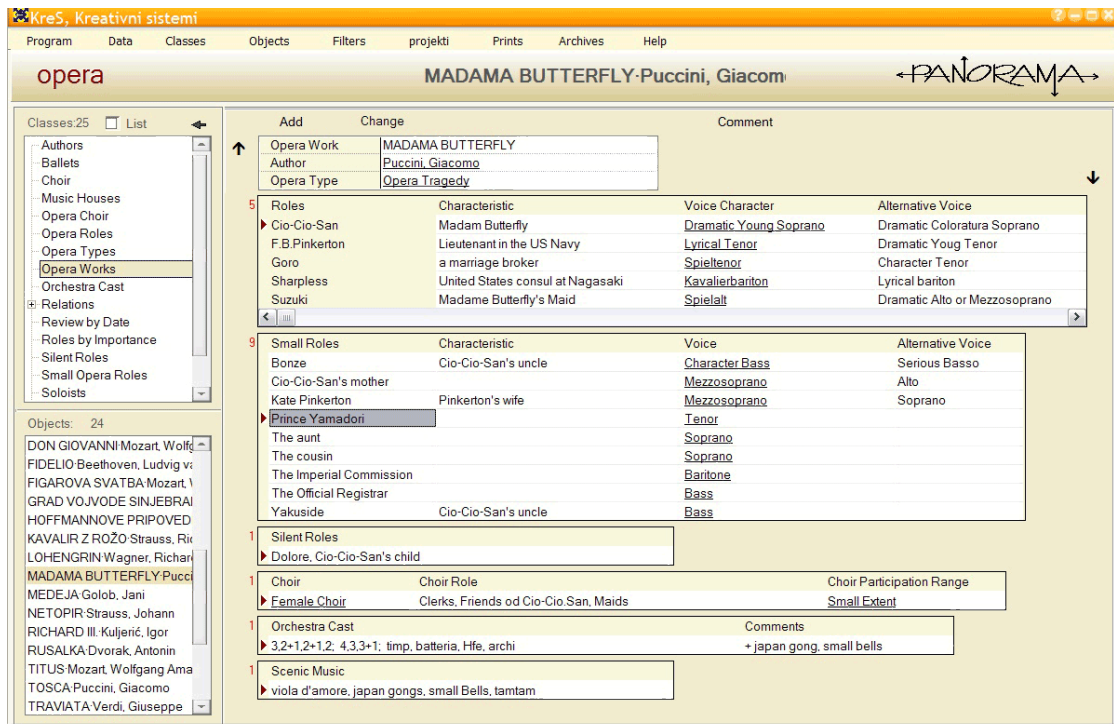 KreS, Kreativni sistemi
Program Data Classes Objects Filters projekti Prints Archives Help
opera MADAMA BUTTERFLY·Puccini, Giacom PANORAMA
Classes:25 List
Authors
Ballets
Choir
Music Houses
Opera Choir
Opera Roles
Opera Types
Opera Works
Orchestra Cast
Relations
Review by Date
Roles by Importance
Silent Roles
Small Opera Roles
Soloists
Objects: 24
DON GIOVANNI·Mozart, Wolfg
FIDELIO·Beethoven, Ludvig va
FIGAROVA SVATBA·Mozart, W
GRAD VOJVODE SINJEBRAD
HOFFMANNOVE PRIPOVED
KAVALIR Z ROŽO·Strauss, Ric
LOHENGRIN·Wagner, Richard
MADAMA BUTTERFLY·Pucci
MEDEJA·Golob, Jani
NETOPIR·Strauss, Johann
RICHARD III.·Kuljerić, Igor
RUSALKA·Dvorak, Antonin
TITUS·Mozart, Wolfgang Ama
TOSCA·Puccini, Giacomo
TRAVIATA·Verdi, Giuseppe
Add Change Comment
Opera Work MADAMA BUTTERFLY
Author Puccini, Giacomo
Opera Type Opera Tragedy
5 Roles Characteristic Voice Character Alternative Voice
Cio-Cio-San Madam Butterfly Dramatic Young Soprano Dramatic Coloratura Soprano
F.B.Pinkerton Lieutenant in the US Navy Lyrical Tenor Dramatic Youg Tenor
Goro a marriage broker Spieltenor Character Tenor
Sharpless United States consul at Nagasaki Kavalierbariton Lyrical bariton
Suzuki Madame Butterfly's Maid Spielalt Dramatic Alto or Mezzosoprano
9 Small Roles Characteristic Voice Alternative Voice
Bonze Cio-Cio-San's uncle Character Bass Serious Basso
Cio-Cio-San's mother Mezzosoprano Alto
Kate Pinkerton Pinkerton's wife Mezzosoprano Soprano
Prince Yamadori Tenor
The aunt Soprano
The cousin Soprano
The Imperial Commission Baritone
The Official Registrar Bass
Yakuside Cio-Cio-San's uncle Bass
1 Silent Roles
Dolore, Cio-Cio-San's child
1 Choir Choir Role Choir Participation Range
Female Choir Clerks, Friends od Cio-Cio.San, Maids Small Extent
1 Orchestra Cast Comments
3,2+1,2+1,2; 4,3,3+1; timp, batteria, Hfe, archi + japan gong, small bells
1 Scenic Music
viola d'amore, japan gongs, small Bells, tamtam